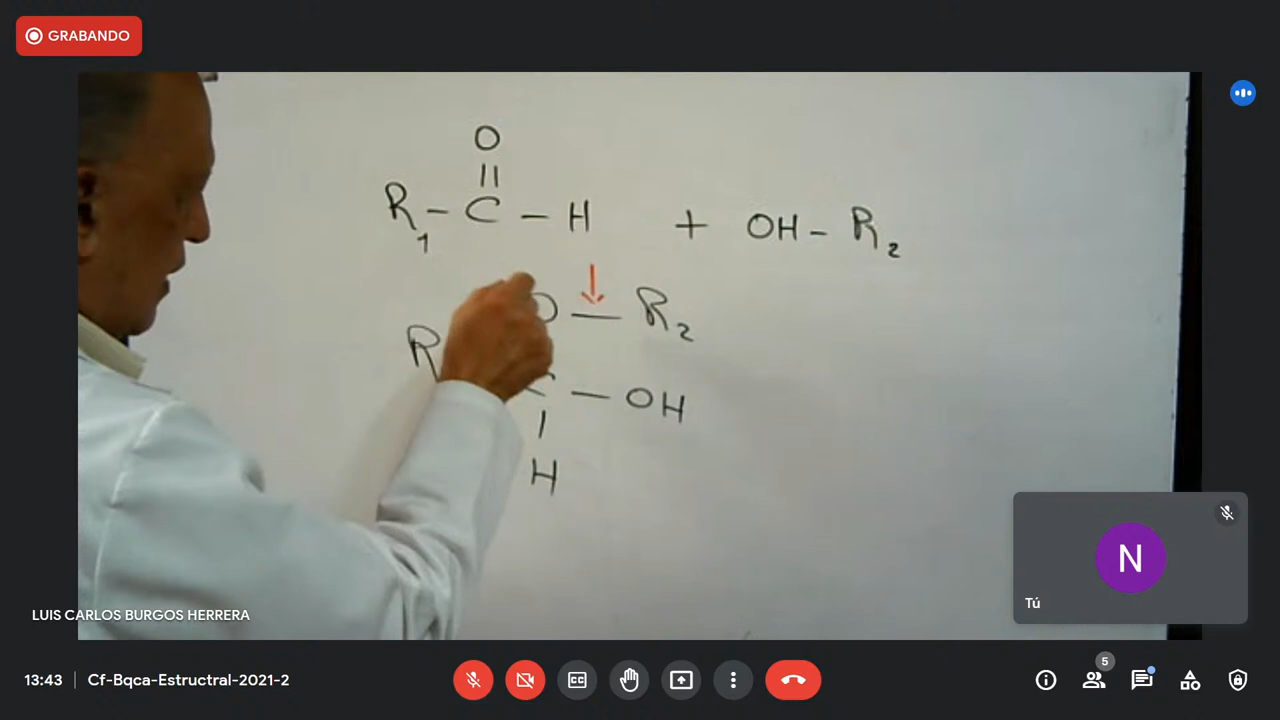 GRABANDO
O
||
R1 - C - H + OH - R2
O — R2
R — OH
|
H
N
Tú
LUIS CARLOS BURGOS HERRERA
5
13:43 Cf-Bqca-Estructral-2021-2